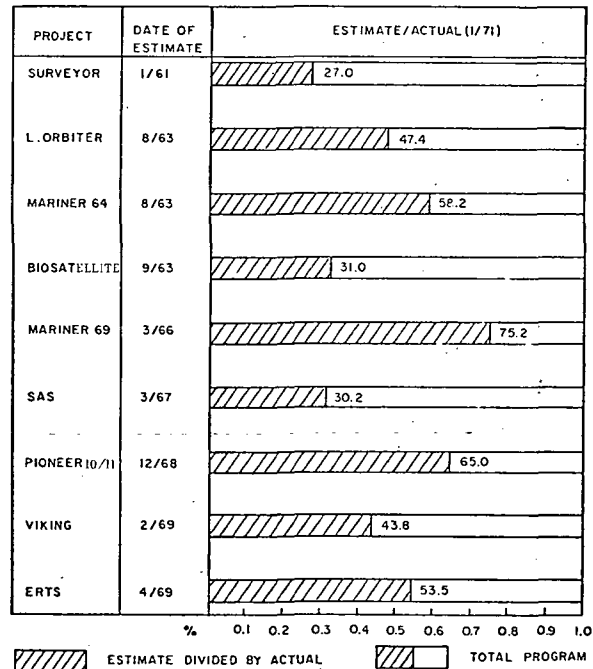 PROJECT DATE OF ESTIMATE ESTIMATE/ACTUAL (1/71)
SURVEYOR 1/61 27.0
L.ORBITER 8/63 47.4
MARINER 64 8/63 58.2
BIOSATELLITE 9/63 31.0
MARINER 69 3/66 75.2
SAS 3/67 30.2
PIONEER 10/11 12/68 65.0
VIKING 2/69 43.8
ERTS 4/69 53.5
% 0.1 0.2 0.3 0.4 0.5 0.6 0.7 0.8 0.9 1.0
ESTIMATE DIVIDED BY ACTUAL TOTAL PROGRAM